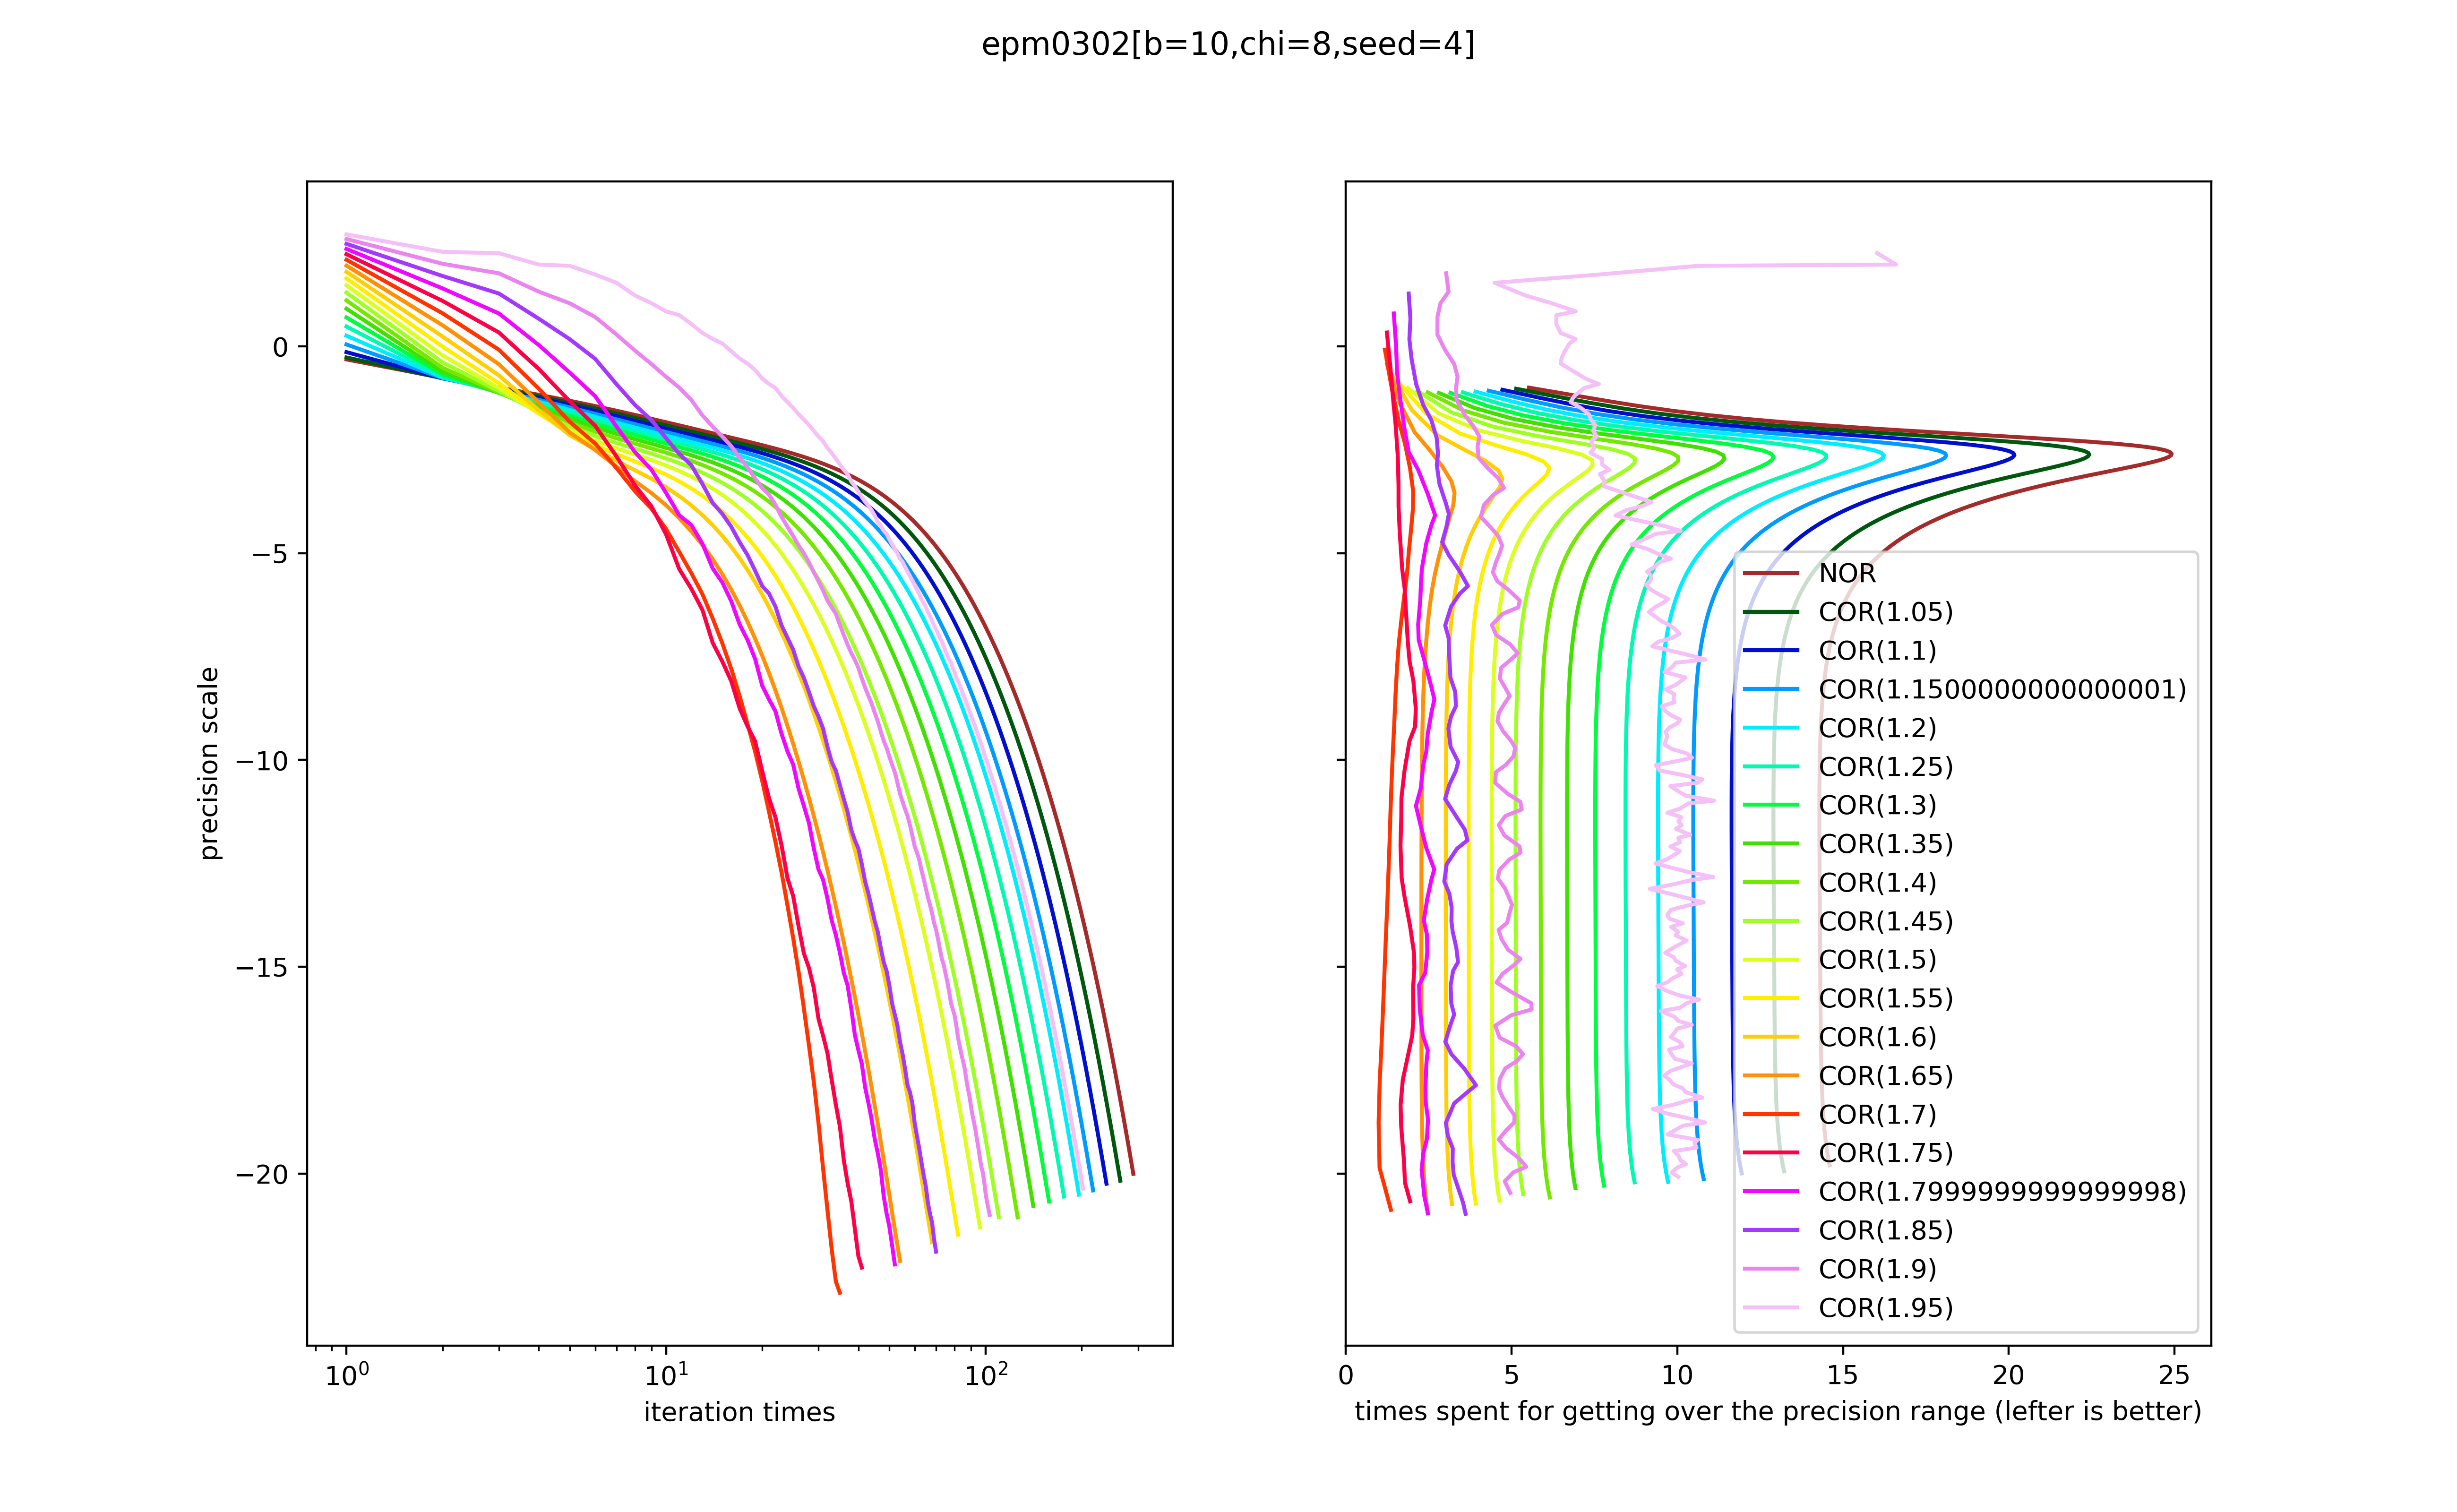 epm0302[b=10,chi=8,seed=4]
precision scale
0
−5
−10
−15
−20
10⁰ 10¹ 10²
iteration times
0 5 10 15 20 25
times spent for getting over the precision range (lefter is better)
NOR
COR(1.05)
COR(1.1)
COR(1.1500000000000001)
COR(1.2)
COR(1.25)
COR(1.3)
COR(1.35)
COR(1.4)
COR(1.45)
COR(1.5)
COR(1.55)
COR(1.6)
COR(1.65)
COR(1.7)
COR(1.75)
COR(1.7999999999999998)
COR(1.85)
COR(1.9)
COR(1.95)